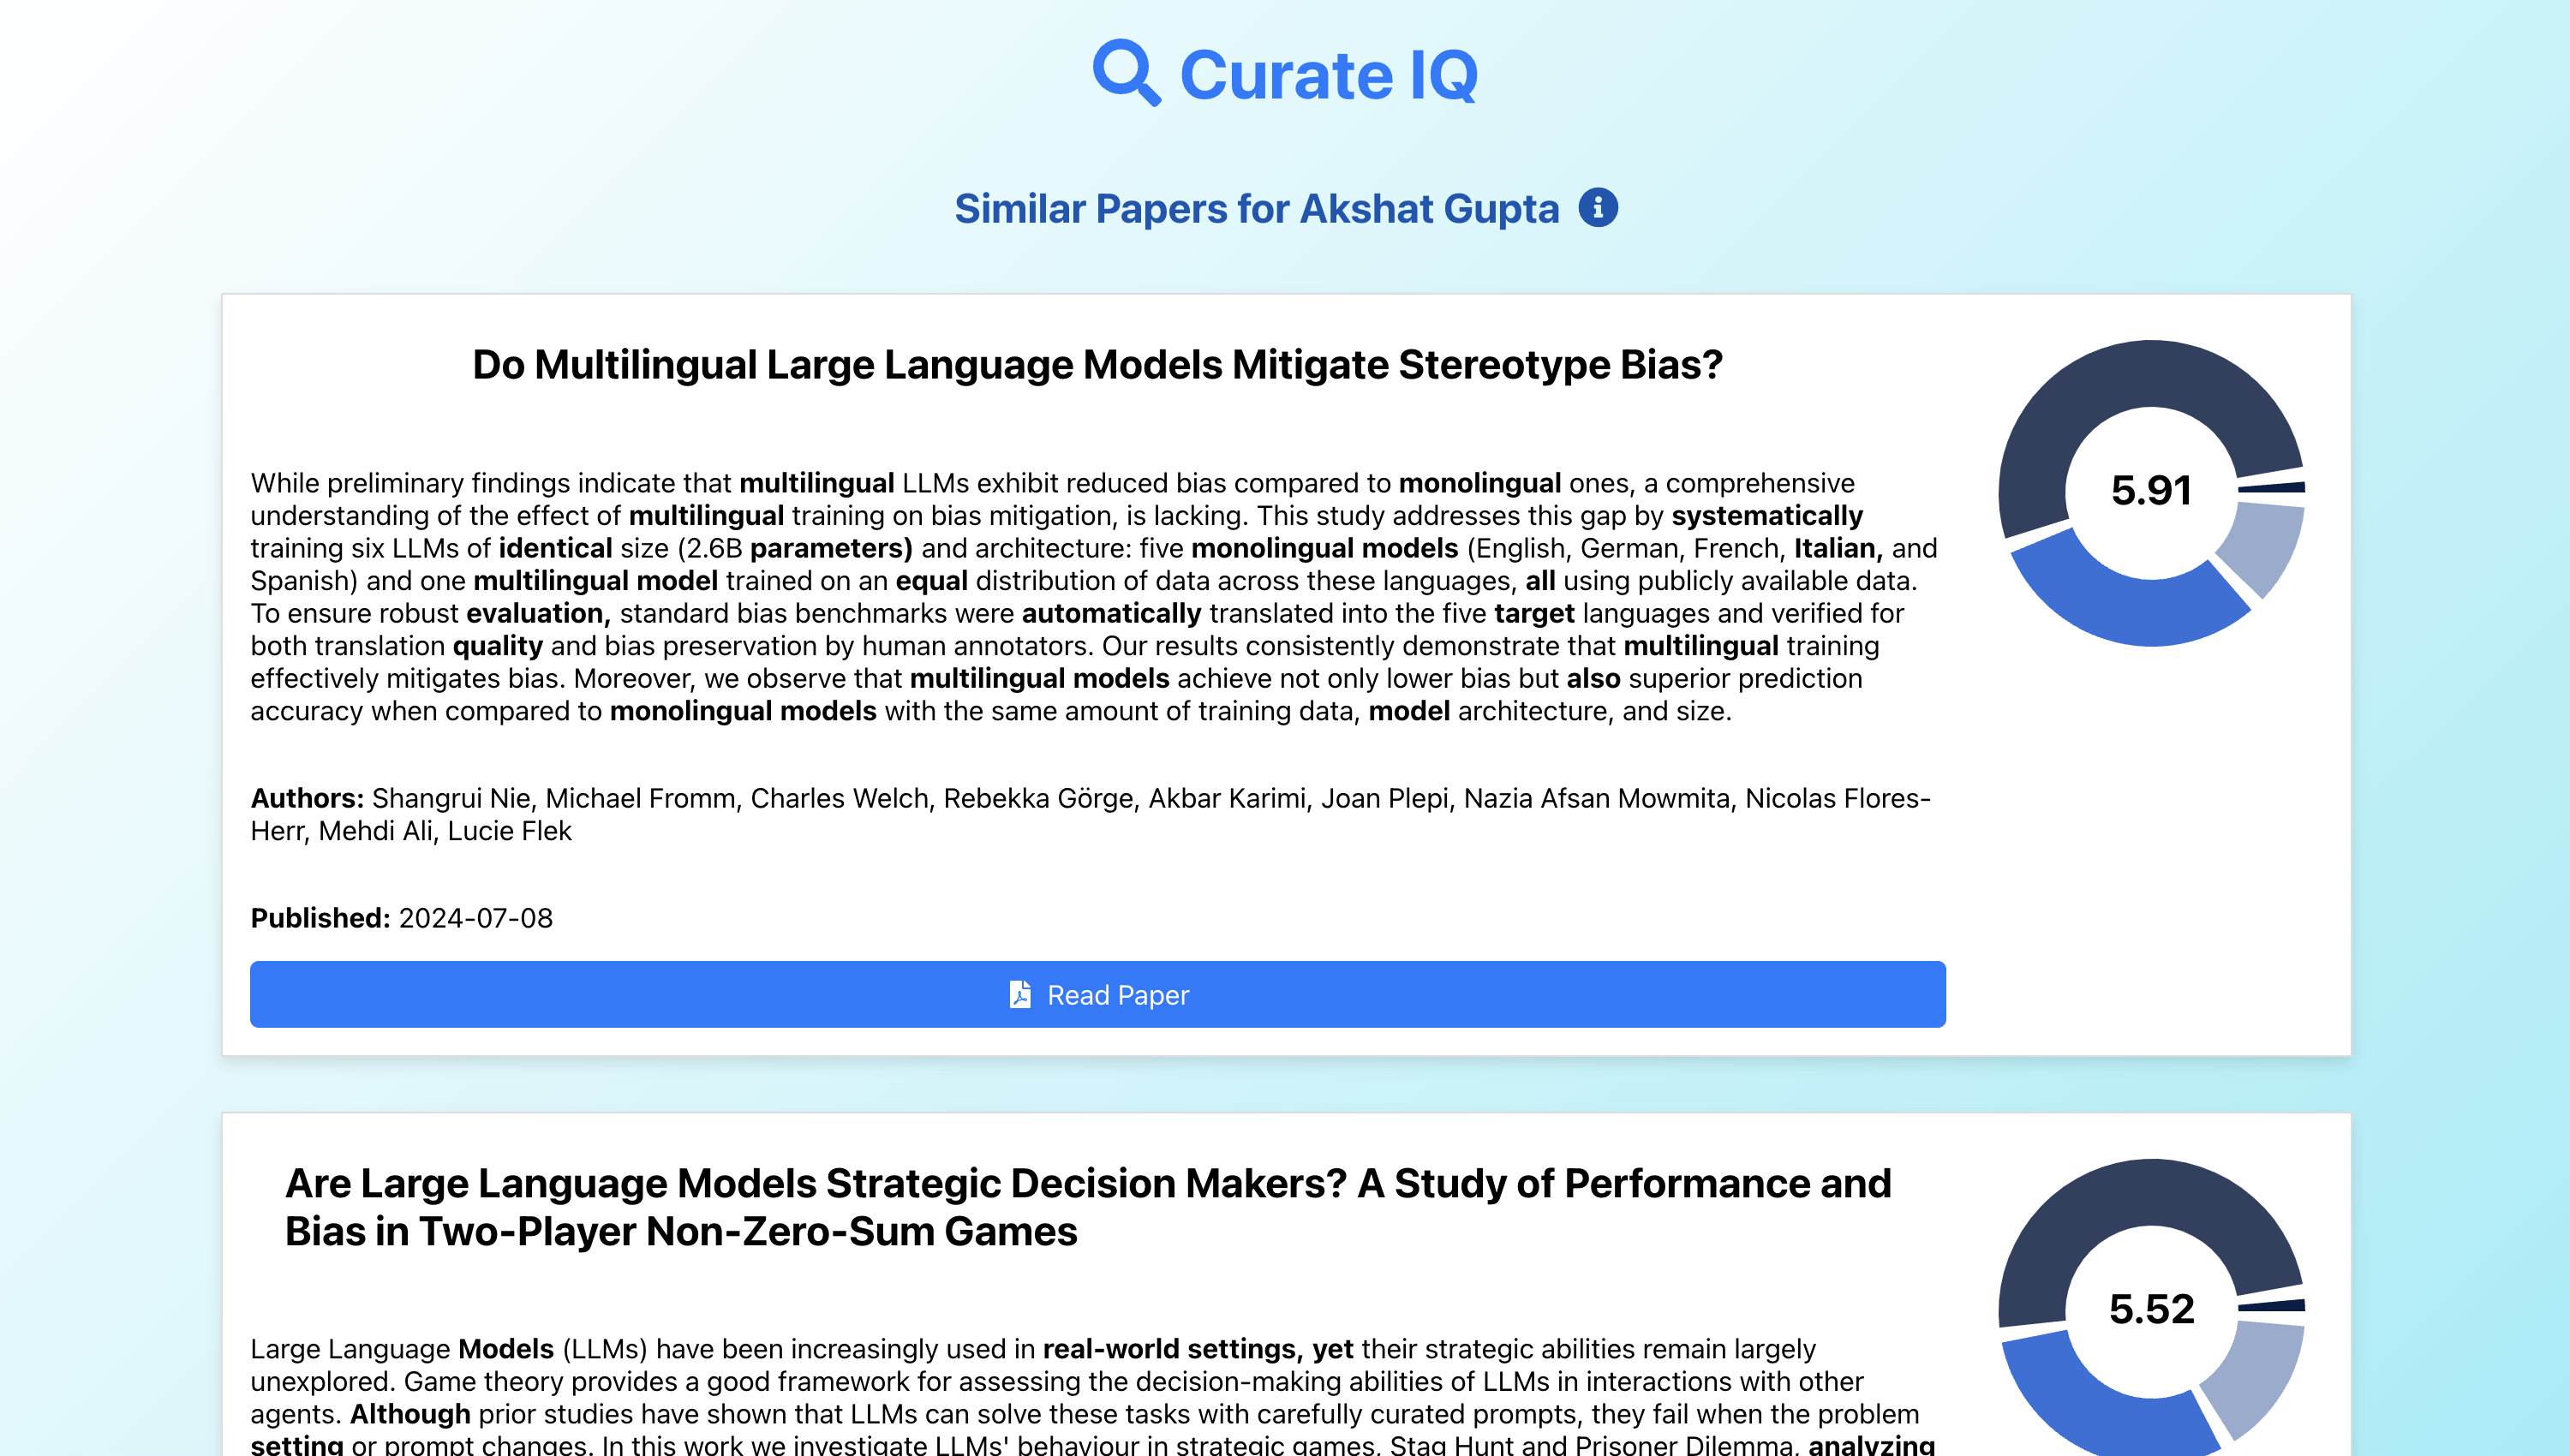 Curate IQ
Similar Papers for Akshat Gupta
Do Multilingual Large Language Models Mitigate Stereotype Bias?
5.91
While preliminary findings indicate that multilingual LLMs exhibit reduced bias compared to monolingual ones, a comprehensive
understanding of the effect of multilingual training on bias mitigation, is lacking. This study addresses this gap by systematically
training six LLMs of identical size (2.6B parameters) and architecture: five monolingual models (English, German, French, Italian, and
Spanish) and one multilingual model trained on an equal distribution of data across these languages, all using publicly available data.
To ensure robust evaluation, standard bias benchmarks were automatically translated into the five target languages and verified for
both translation quality and bias preservation by human annotators. Our results consistently demonstrate that multilingual training
effectively mitigates bias. Moreover, we observe that multilingual models achieve not only lower bias but also superior prediction
accuracy when compared to monolingual models with the same amount of training data, model architecture, and size.
Authors: Shangrui Nie, Michael Fromm, Charles Welch, Rebekka Görge, Akbar Karimi, Joan Plepi, Nazia Afsan Mowmita, Nicolas Flores-
Herr, Mehdi Ali, Lucie Flek
Published: 2024-07-08
Read Paper
Are Large Language Models Strategic Decision Makers? A Study of Performance and
Bias in Two-Player Non-Zero-Sum Games
5.52
Large Language Models (LLMs) have been increasingly used in real-world settings, yet their strategic abilities remain largely
unexplored. Game theory provides a good framework for assessing the decision-making abilities of LLMs in interactions with other
agents. Although prior studies have shown that LLMs can solve these tasks with carefully curated prompts, they fail when the problem
setting or prompt changes. In this work we investigate LLMs' behaviour in strategic games, Stag Hunt and Prisoner Dilemma, analyzing